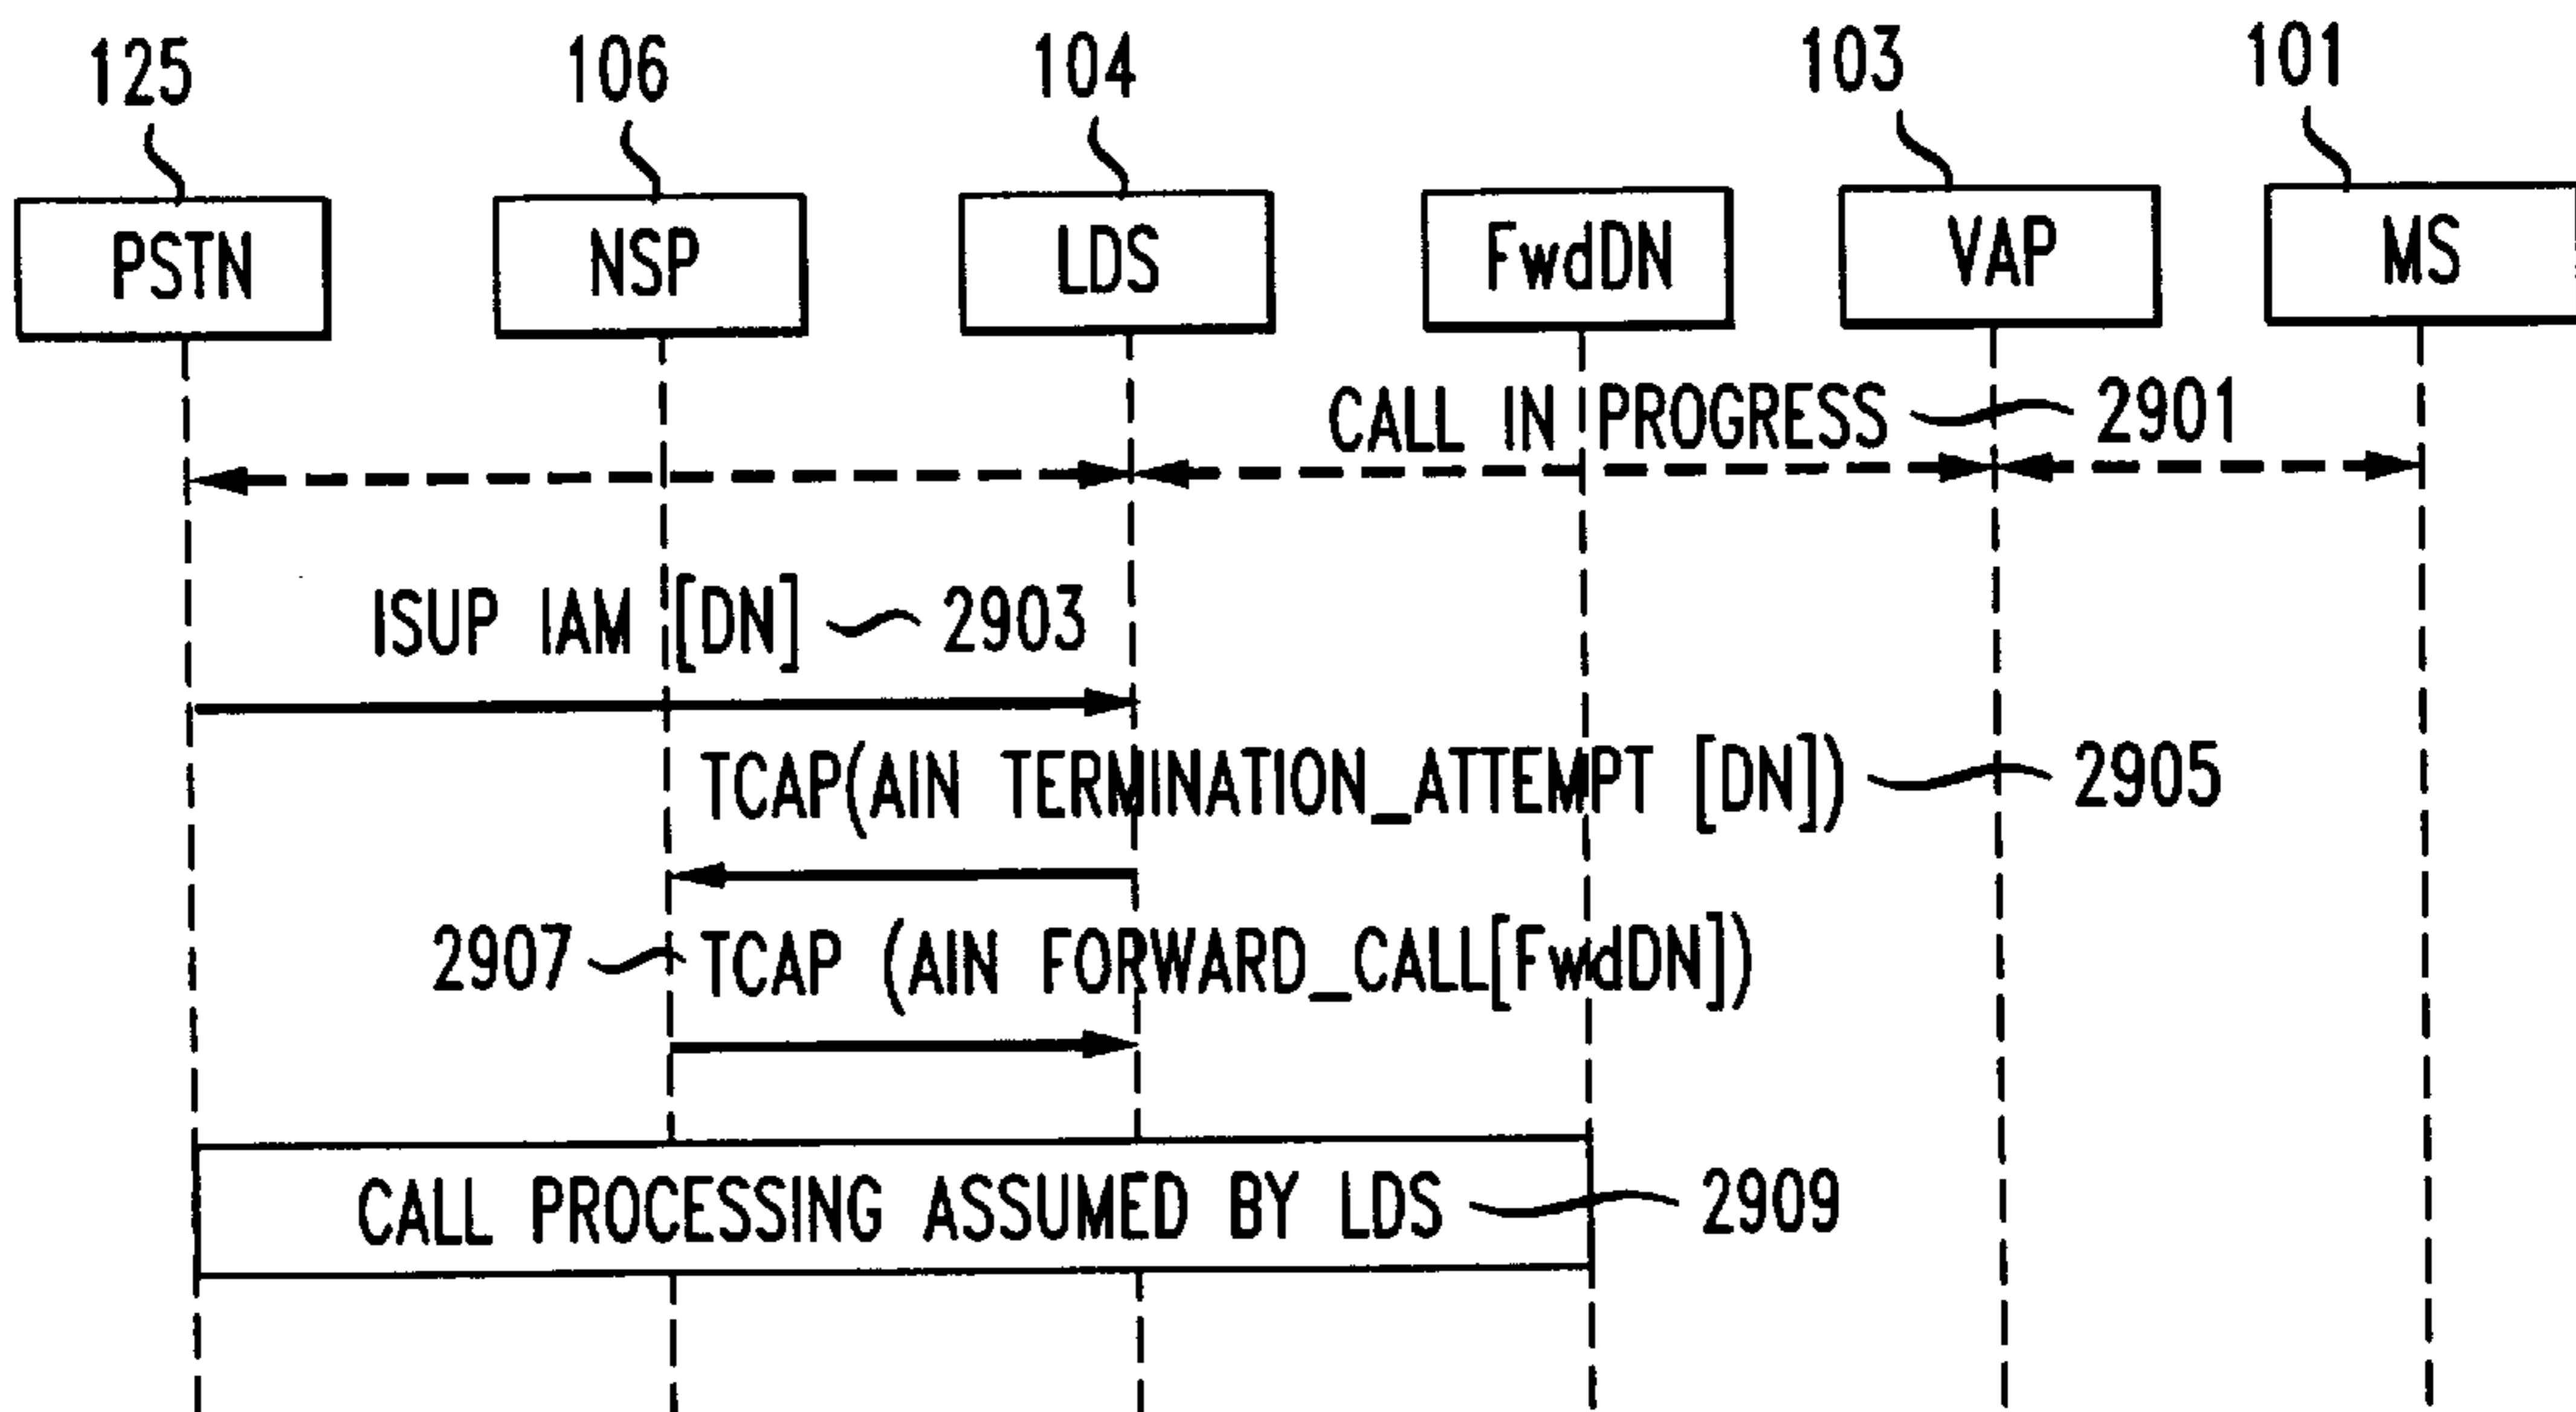 125 106 104 103 101
PSTN NSP LDS FwdDN VAP MS
CALL IN PROGRESS 2901
ISUP IAM [DN] 2903
TCAP(AIN TERMINATION_ATTEMPT [DN]) 2905
2907 TCAP (AIN FORWARD_CALL[FwdDN])
CALL PROCESSING ASSUMED BY LDS 2909